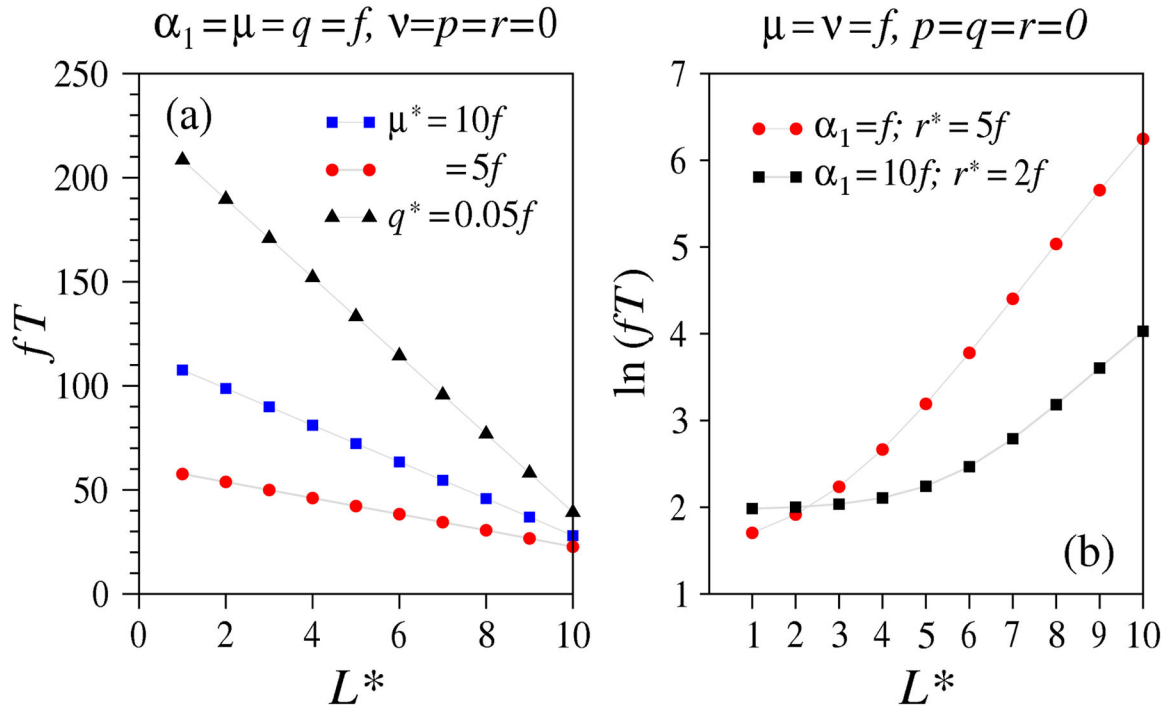 α₁=μ=q=f, ν=p=r=0
(a)
μ*=10f
=5f
q*=0.05f
250
200
150
100
50
0
fT
0 2 4 6 8 10
L*
μ=ν=f, p=q=r=0
α₁=f; r*=5f
α₁=10f; r*=2f
7
6
5
4
3
2
1
ln (fT)
(b)
1 2 3 4 5 6 7 8 9 10
L*